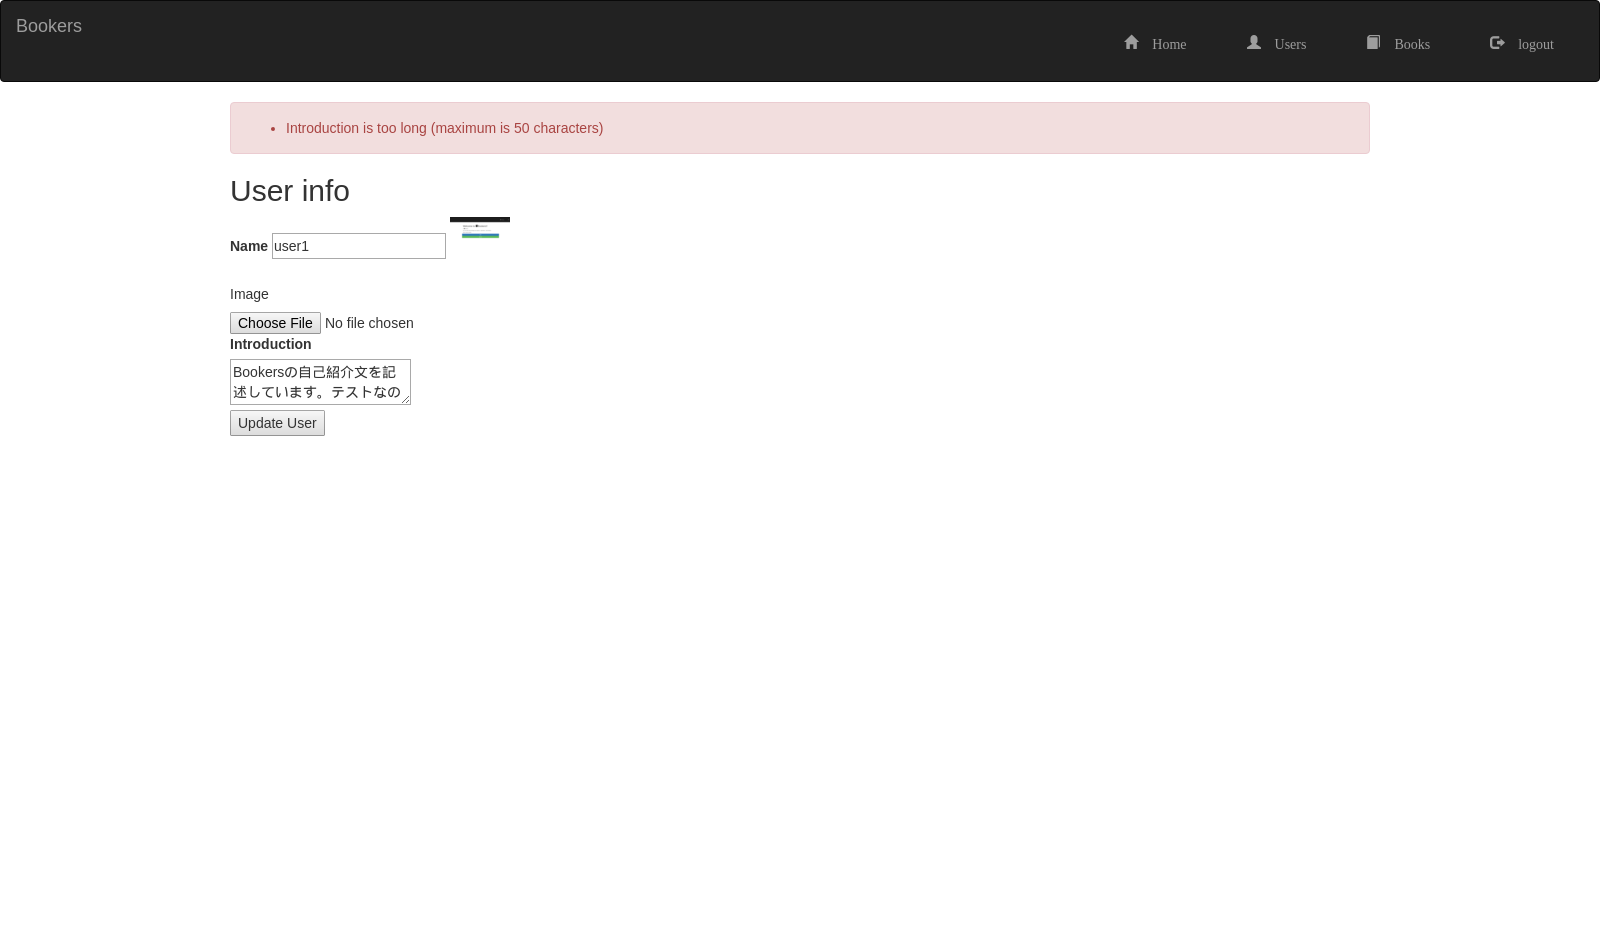 Bookers
Home
Users
Books
logout
Introduction is too long (maximum is 50 characters)
User info
Name user1
Image
Choose File No file chosen
Introduction
Bookersの自己紹介文を記
述しています。テストなの
Update User